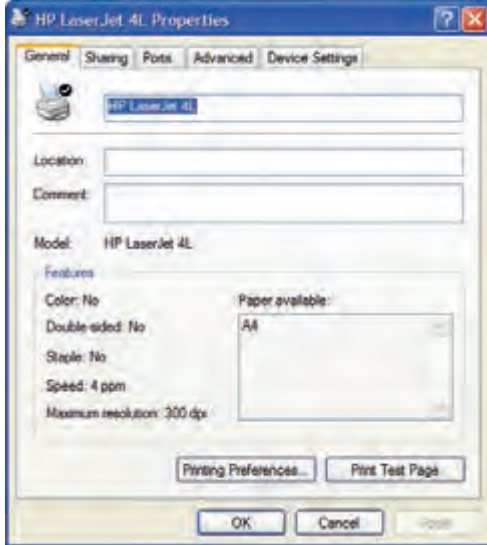 HP LaserJet 4L Properties
General Sharing Ports Advanced Device Settings
HP LaserJet 4L
Location:
Comment:
Model: HP LaserJet 4L
Features
Color: No
Paper available:
Double-sided: No
A4
Staple: No
Speed: 4 ppm
Maximum resolution: 300 dpi
Printing Preferences... Print Test Page
OK Cancel Apply